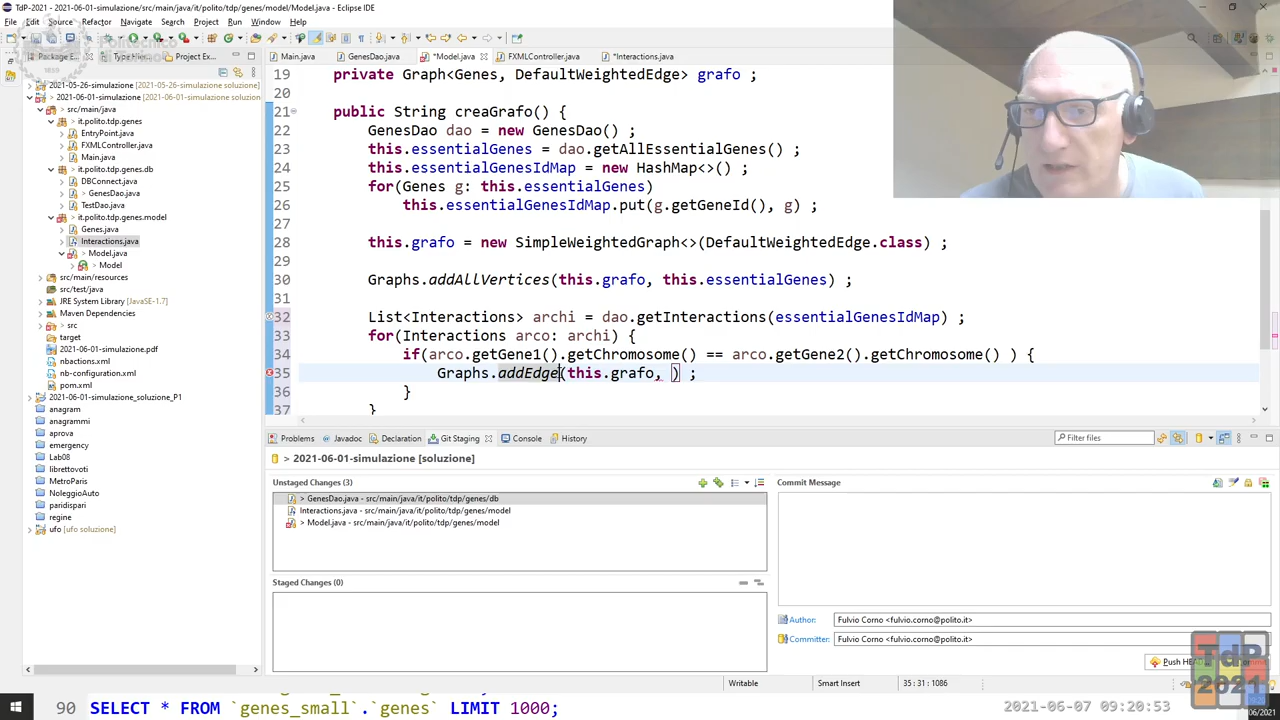 TdP-2021 - 2021-06-01-simulazione/src/main/java/it/polito/tdp/genes/model/Model.java - Eclipse IDE
File Edit Source Refactor Navigate Search Project Run Window Help
Politecnico
Package E... Type Hier... Project Ex...
Main.java GenesDao.java *Model.java FXMLController.java *Interactions.java
2021-05-26-simulazione [2021-05-26-simulazione soluzione]
> 2021-06-01-simulazione [2021-06-01-simulazione soluzion
> src/main/java
> it.polito.tdp.genes
EntryPoint.java
FXMLController.java
Main.java
> it.polito.tdp.genes.db
DBConnect.java
> GenesDao.java
TestDao.java
> it.polito.tdp.genes.model
Genes.java
Interactions.java
> Model.java
Model
src/main/resources
src/test/java
JRE System Library [JavaSE-1.7]
Maven Dependencies
> src
target
2021-06-01-simulazione.pdf
nbactions.xml
nb-configuration.xml
pom.xml
> 2021-06-01-simulazione_soluzione_P1
anagram
anagrammi
aprova
emergency
Lab08
librettovoti
MetroParis
NoleggioAuto
paridispari
regine
ufo [ufo soluzione]
19 private Graph<Genes, DefaultWeightedEdge> grafo ;
20
21 public String creaGrafo() {
22 GenesDao dao = new GenesDao() ;
23 this.essentialGenes = dao.getAllEssentialGenes() ;
24 this.essentialGenesIdMap = new HashMap<>() ;
25 for(Genes g: this.essentialGenes)
26 this.essentialGenesIdMap.put(g.getGeneId(), g) ;
27
28 this.grafo = new SimpleWeightedGraph<>(DefaultWeightedEdge.class) ;
29
30 Graphs.addAllVertices(this.grafo, this.essentialGenes) ;
31
32 List<Interactions> archi = dao.getInteractions(essentialGenesIdMap) ;
33 for(Interactions arco: archi) {
34 if(arco.getGene1().getChromosome() == arco.getGene2().getChromosome() ) {
35 Graphs.addEdge(this.grafo, ) ;
36 }
37 }
Problems Javadoc Declaration Git Staging Console History
Filter files
> 2021-06-01-simulazione [soluzione]
Unstaged Changes (3)
> GenesDao.java - src/main/java/it/polito/tdp/genes/db
Interactions.java - src/main/java/it/polito/tdp/genes/model
> Model.java - src/main/java/it/polito/tdp/genes/model
Staged Changes (0)
Commit Message
Author: Fulvio Corno <fulvio.corno@polito.it>
Committer: Fulvio Corno <fulvio.corno@polito.it>
Push HEAD
Writable Smart Insert 35 : 31 : 1086
TdP
2021
90 SELECT * FROM `genes_small`.`genes` LIMIT 1000;
2021-06-07 09:20:53